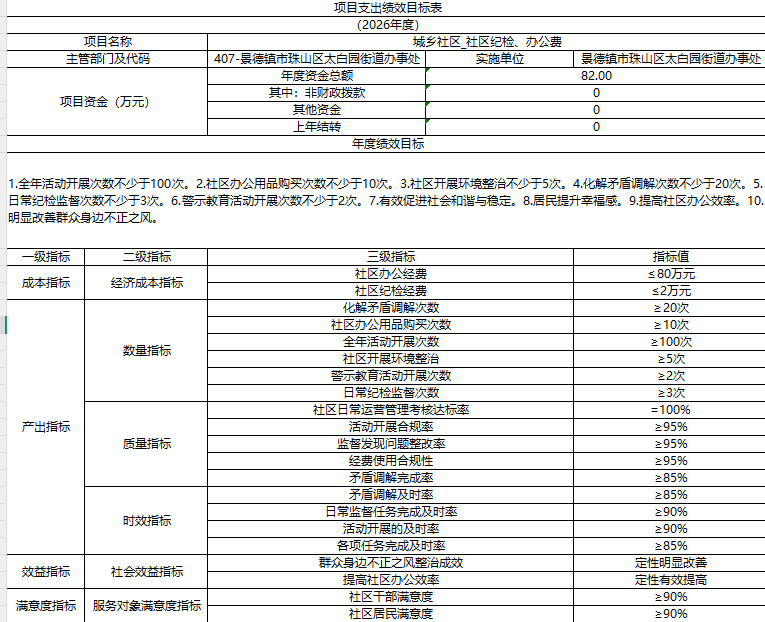 项目支出绩效目标表
（2026年度）
项目名称 城乡社区_社区纪检、办公费
主管部门及代码 407-景德镇市珠山区太白园街道办事处 实施单位 景德镇市珠山区太白园街道办事处
项目资金（万元） 年度资金总额 82.00
其中：非财政拨款 0
其他资金 0
上年结转 0
年度绩效目标
1.全年活动开展次数不少于100次。2.社区办公用品购买次数不少于10次。3.社区开展环境整治不少于5次。4.化解矛盾调解次数不少于20次。5.
日常纪检监督次数不少于3次。6.警示教育活动开展次数不少于2次。7.有效促进社会和谐与稳定。8.居民提升幸福感。9.提高社区办公效率。10.
明显改善群众身边不正之风。
一级指标 二级指标 三级指标 指标值
成本指标 经济成本指标 社区办公经费 ≤80万元
社区纪检经费 ≤2万元
产出指标 数量指标 化解矛盾调解次数 ≥20次
社区办公用品购买次数 ≥10次
全年活动开展次数 ≥100次
社区开展环境整治 ≥5次
警示教育活动开展次数 ≥2次
日常纪检监督次数 ≥3次
质量指标 社区日常运营管理考核达标率 =100%
活动开展合规率 ≥95%
监督发现问题整改率 ≥95%
经费使用合规性 ≥95%
矛盾调解完成率 ≥85%
时效指标 矛盾调解及时率 ≥85%
日常监督任务完成及时率 ≥90%
活动开展的及时率 ≥90%
各项任务完成及时率 ≥85%
效益指标 社会效益指标 群众身边不正之风整治成效 定性明显改善
提高社区办公效率 定性有效提高
满意度指标 服务对象满意度指标 社区干部满意度 ≥90%
社区居民满意度 ≥90%